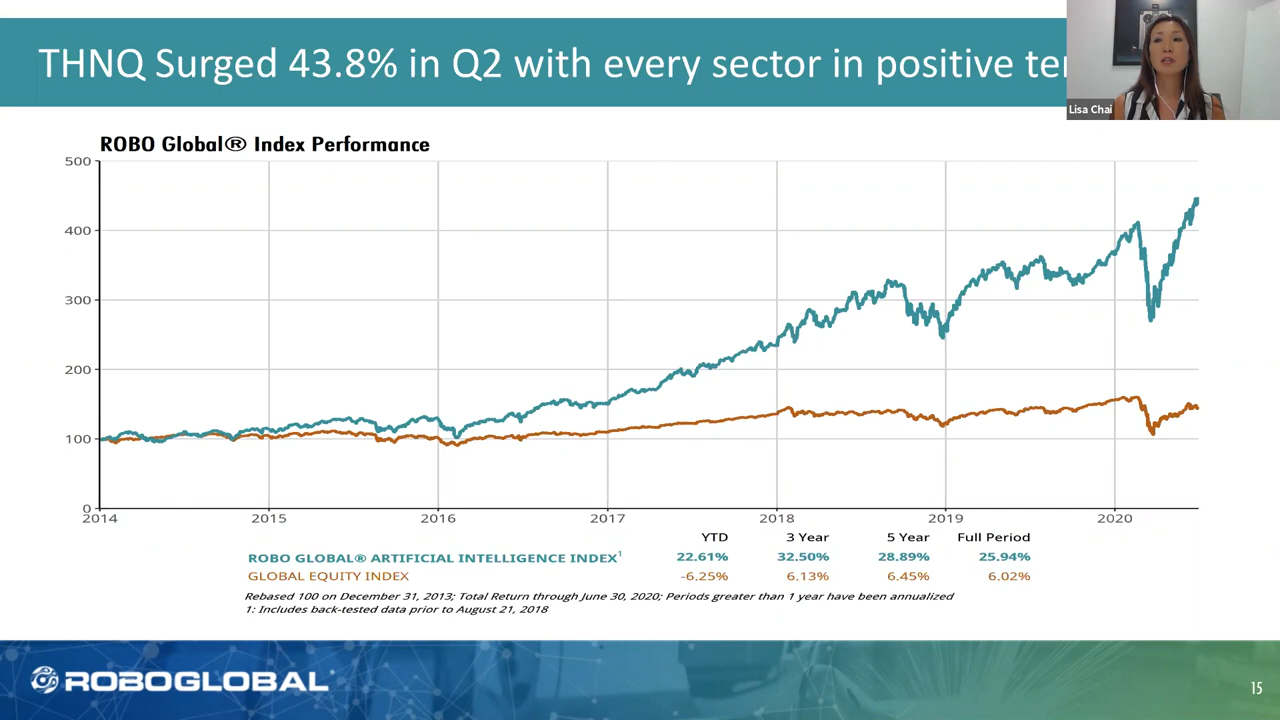 THNQ Surged 43.8% in Q2 with every sector in positive
Lisa Chai
ROBO Global® Index Performance
500
400
300
200
100
0
2014 2015 2016 2017 2018 2019 2020
YTD 3 Year 5 Year Full Period
ROBO GLOBAL® ARTIFICIAL INTELLIGENCE INDEX1 22.61% 32.50% 28.89% 25.94%
GLOBAL EQUITY INDEX -6.25% 6.13% 6.45% 6.02%
Rebased 100 on December 31, 2013; Total Return through June 30, 2020; Periods greater than 1 year have been annualized
1: Includes back-tested data prior to August 21, 2018
ROBOGLOBAL
15